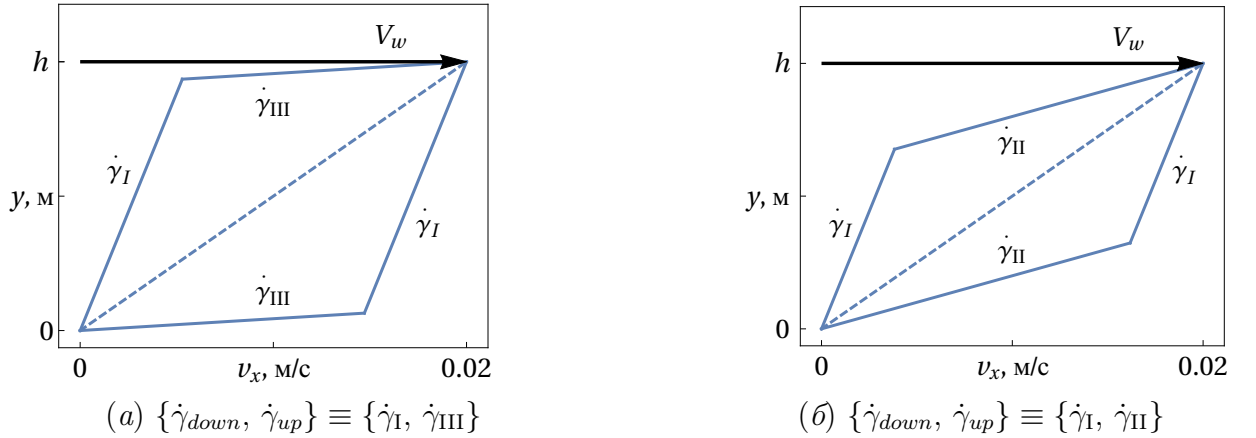 V_w
h
γ̇_III
γ̇_I
y, м
γ̇_I
γ̇_III
0
0
v_x, м/с
0.02
(а) {γ̇_down, γ̇_up} ≡ {γ̇_I, γ̇_III}
V_w
h
γ̇_II
γ̇_I
y, м
γ̇_I
γ̇_II
0
0
v_x, м/с
0.02
(б) {γ̇_down, γ̇_up} ≡ {γ̇_I, γ̇_II}